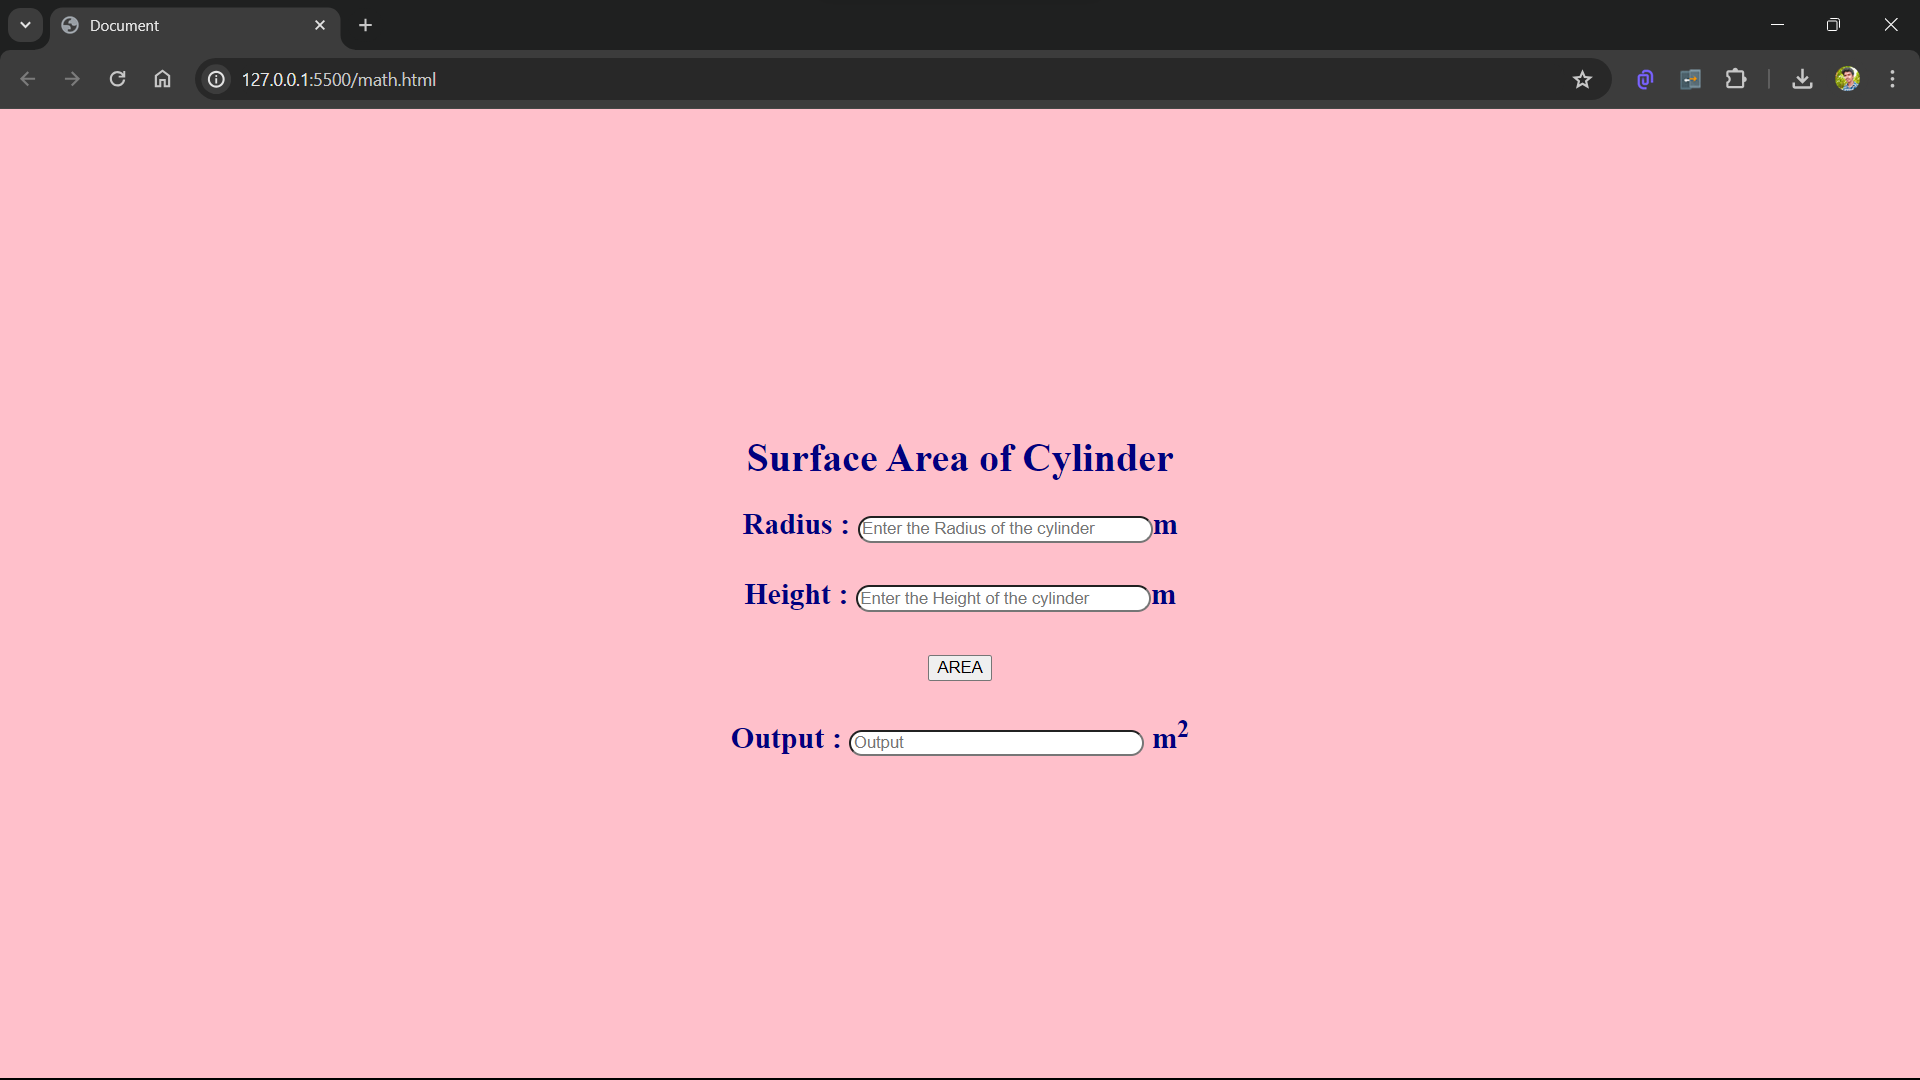 Document
127.0.0.1:5500/math.html
Surface Area of Cylinder
Radius : Enter the Radius of the cylinder m
Height : Enter the Height of the cylinder m
AREA
Output : Output m²